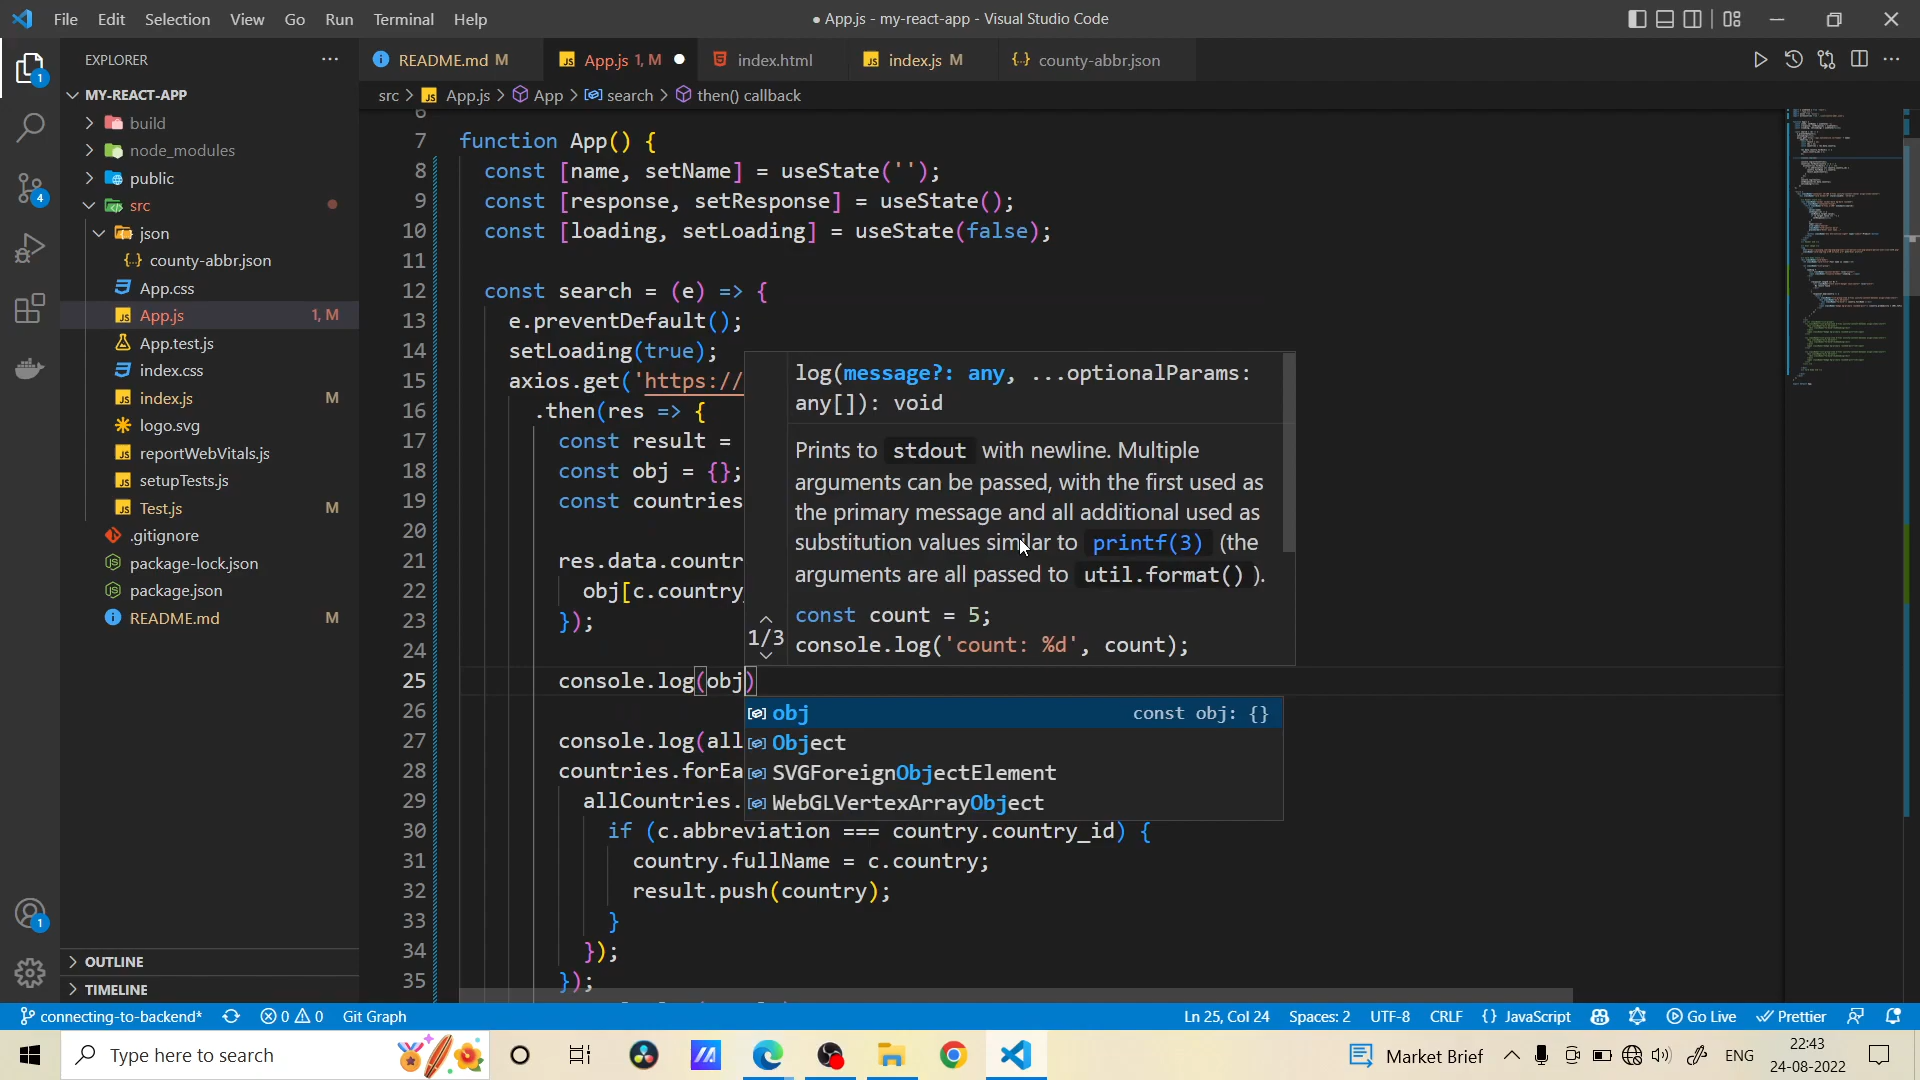 File Edit Selection View Go Run Terminal Help
● App.js - my-react-app - Visual Studio Code
EXPLORER
README.md M
App.js 1, M
index.html
index.js M
county-abbr.json
src > App.js > App > search > then() callback
MY-REACT-APP
build
node_modules
public
src
json
county-abbr.json
App.css
App.js 1, M
App.test.js
index.css
index.js M
logo.svg
reportWebVitals.js
setupTests.js
Test.js M
.gitignore
package-lock.json
package.json
README.md M
OUTLINE
TIMELINE
1
4
1
7 function App() {
8 const [name, setName] = useState('');
9 const [response, setResponse] = useState();
10 const [loading, setLoading] = useState(false);
11
12 const search = (e) => {
13 e.preventDefault();
14 setLoading(true);
15 axios.get('https://
16 .then(res => {
17 const result =
18 const obj = {};
19 const countries
20
21 res.data.countr
22 obj[c.country_
23 });
24
25 console.log(obj)
26
27 console.log(all
28 countries.forEa
29 allCountries.
30 if (c.abbreviation === country.country_id) {
31 country.fullName = c.country;
32 result.push(country);
33 }
34 });
35 });
log(message?: any, ...optionalParams:
any[]): void
Prints to stdout with newline. Multiple
arguments can be passed, with the first used as
the primary message and all additional used as
substitution values similar to printf(3) (the
arguments are all passed to util.format() ).
const count = 5;
1/3
console.log('count: %d', count);
obj const obj: {}
Object
SVGForeignObjectElement
WebGLVertexArrayObject
connecting-to-backend* 0 0 Git Graph
Ln 25, Col 24 Spaces: 2 UTF-8 CRLF {} JavaScript Go Live Prettier
Type here to search
Market Brief
ENG
22:43
24-08-2022